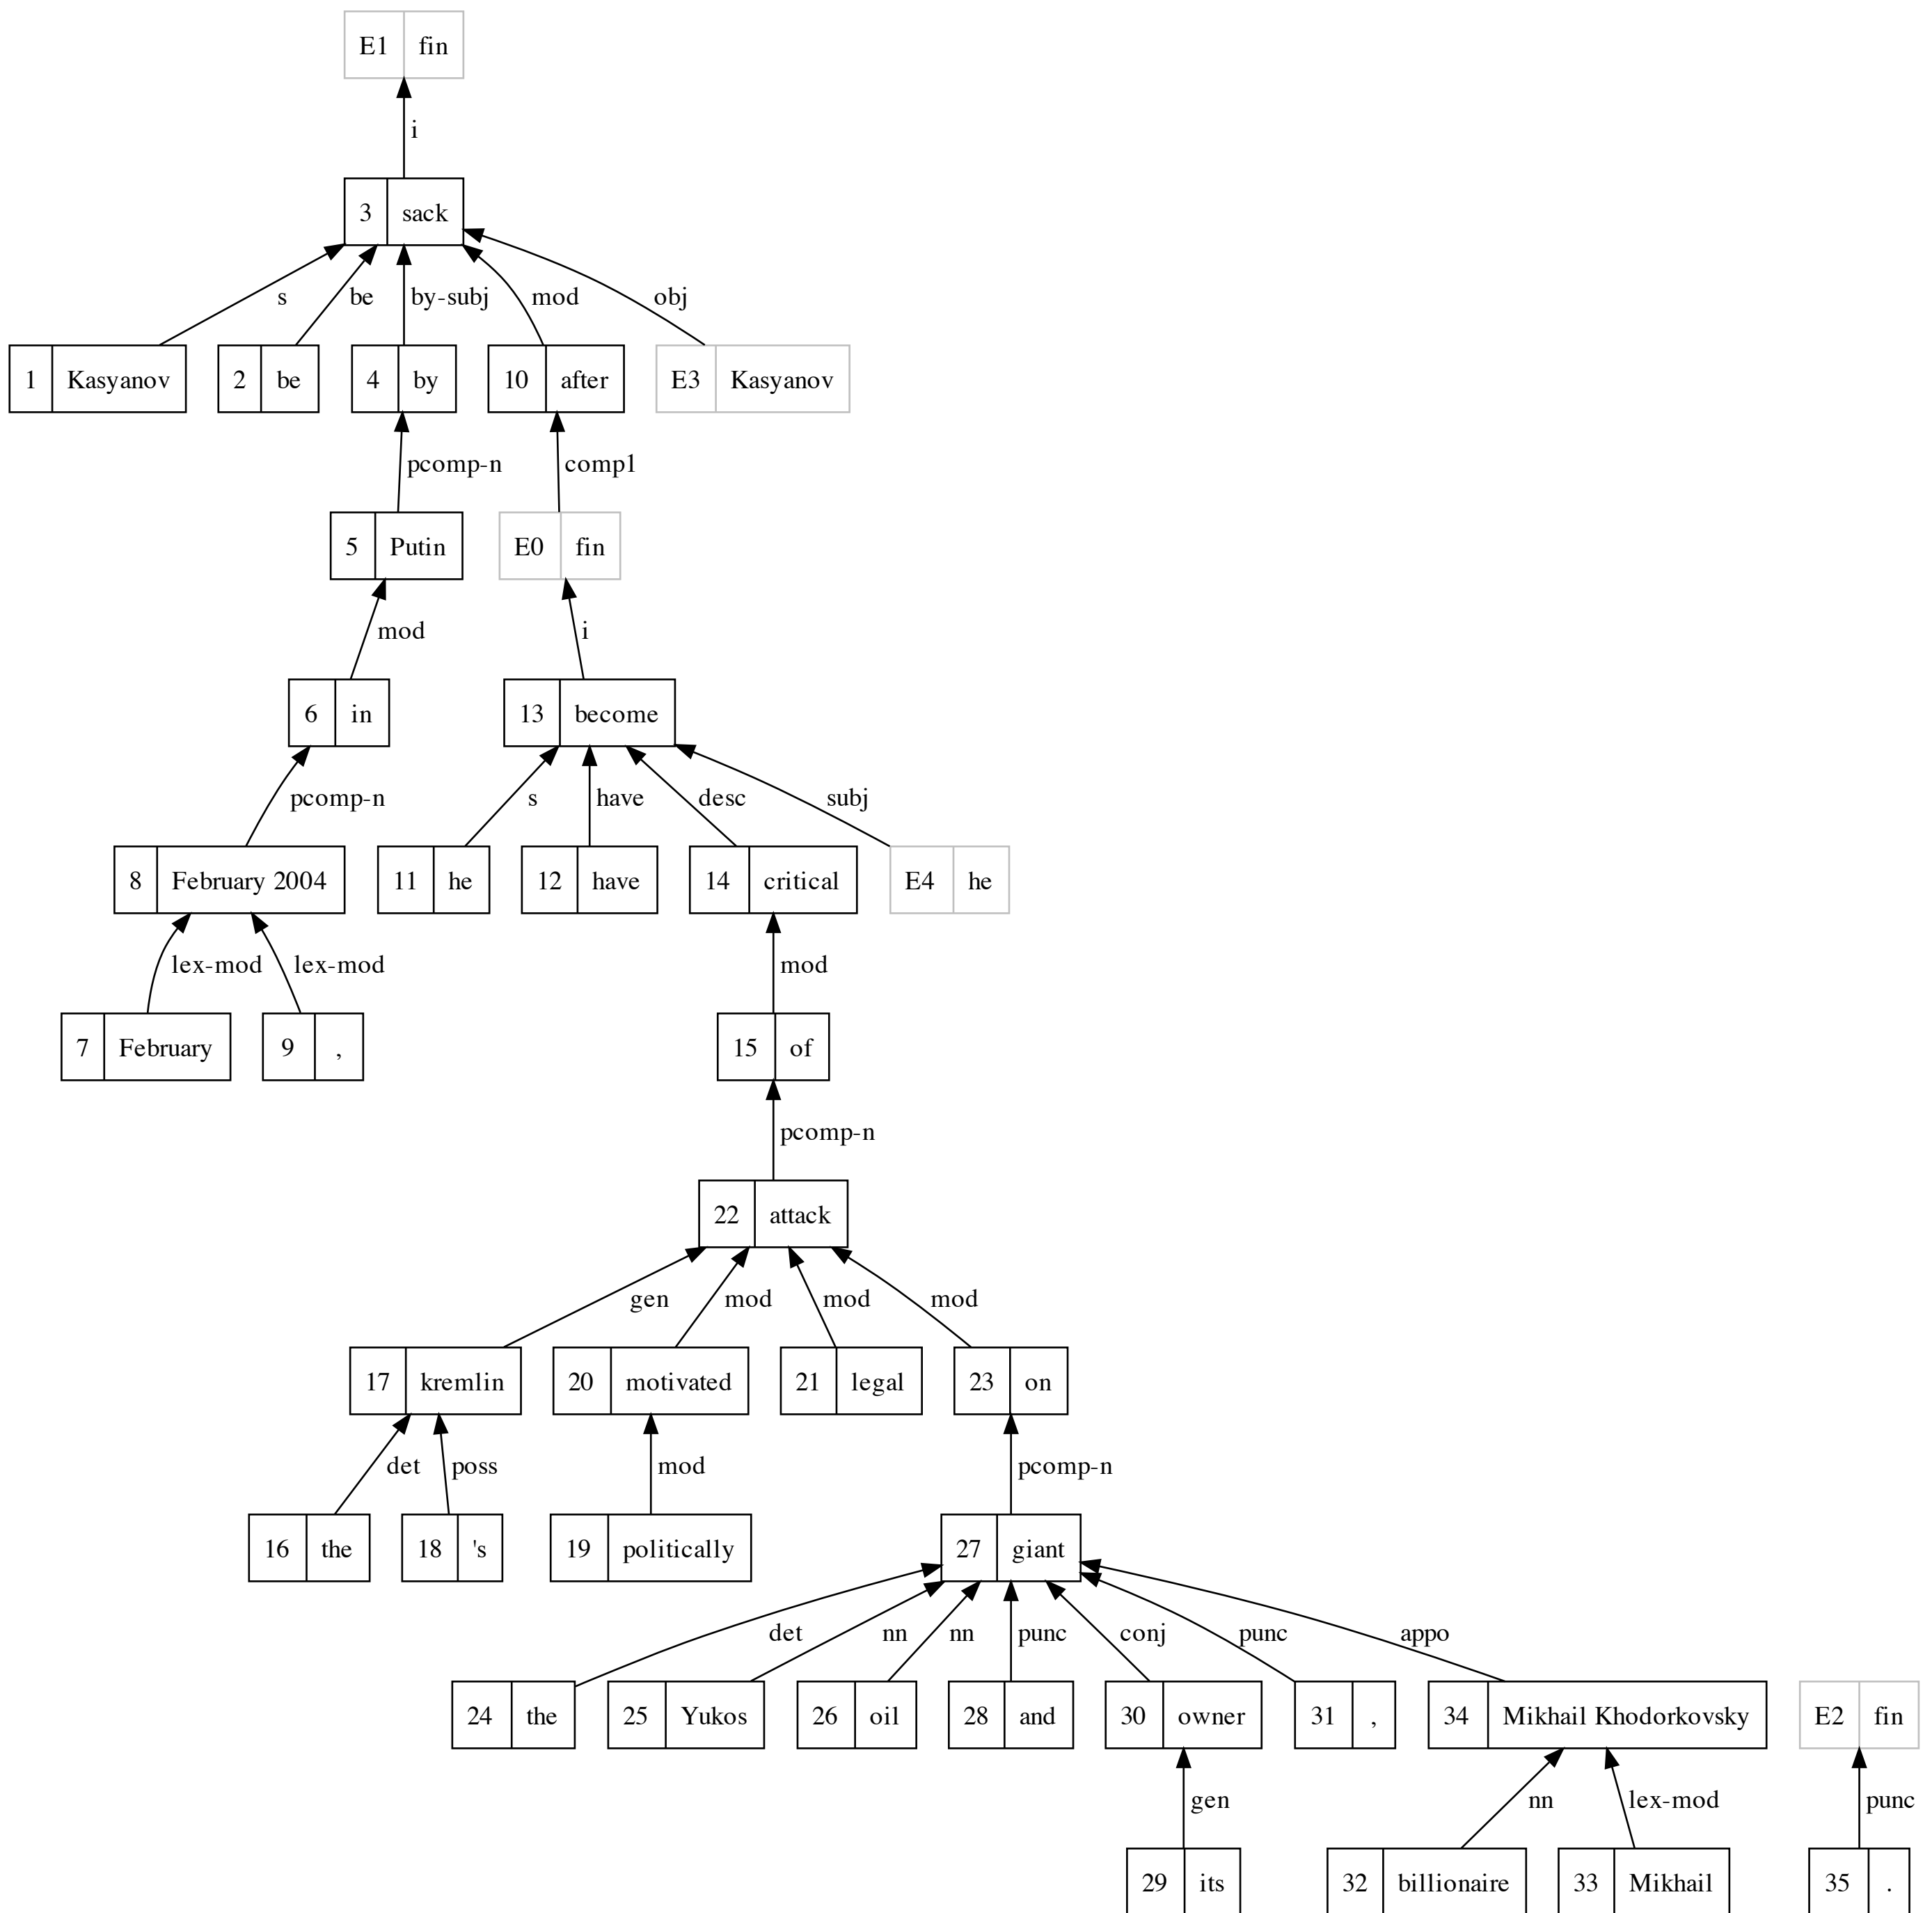 E1 fin
i
3 sack
s be by-subj mod obj
1 Kasyanov 2 be 4 by 10 after E3 Kasyanov
pcomp-n comp1
5 Putin E0 fin
mod i
6 in 13 become
pcomp-n s have desc subj
8 February 2004 11 he 12 have 14 critical E4 he
lex-mod lex-mod mod
7 February 9 , 15 of
pcomp-n
22 attack
gen mod mod mod
17 kremlin 20 motivated 21 legal 23 on
det poss mod pcomp-n
16 the 18 's 19 politically 27 giant
det nn nn punc conj punc appo
24 the 25 Yukos 26 oil 28 and 30 owner 31 , 34 Mikhail Khodorkovsky E2 fin
gen nn lex-mod punc
29 its 32 billionaire 33 Mikhail 35 .